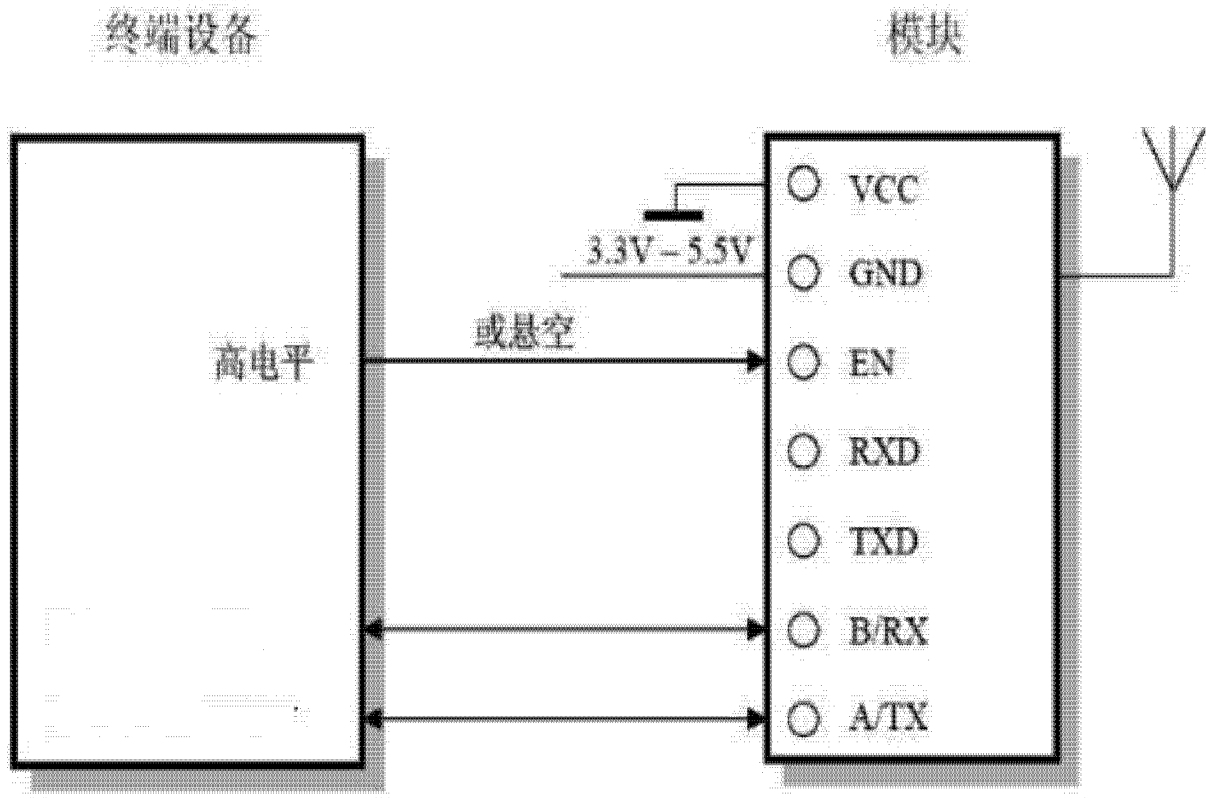 终端设备
模块
VCC
3.3V – 5.5V
GND
或悬空
高电平
EN
RXD
TXD
B/RX
A/TX